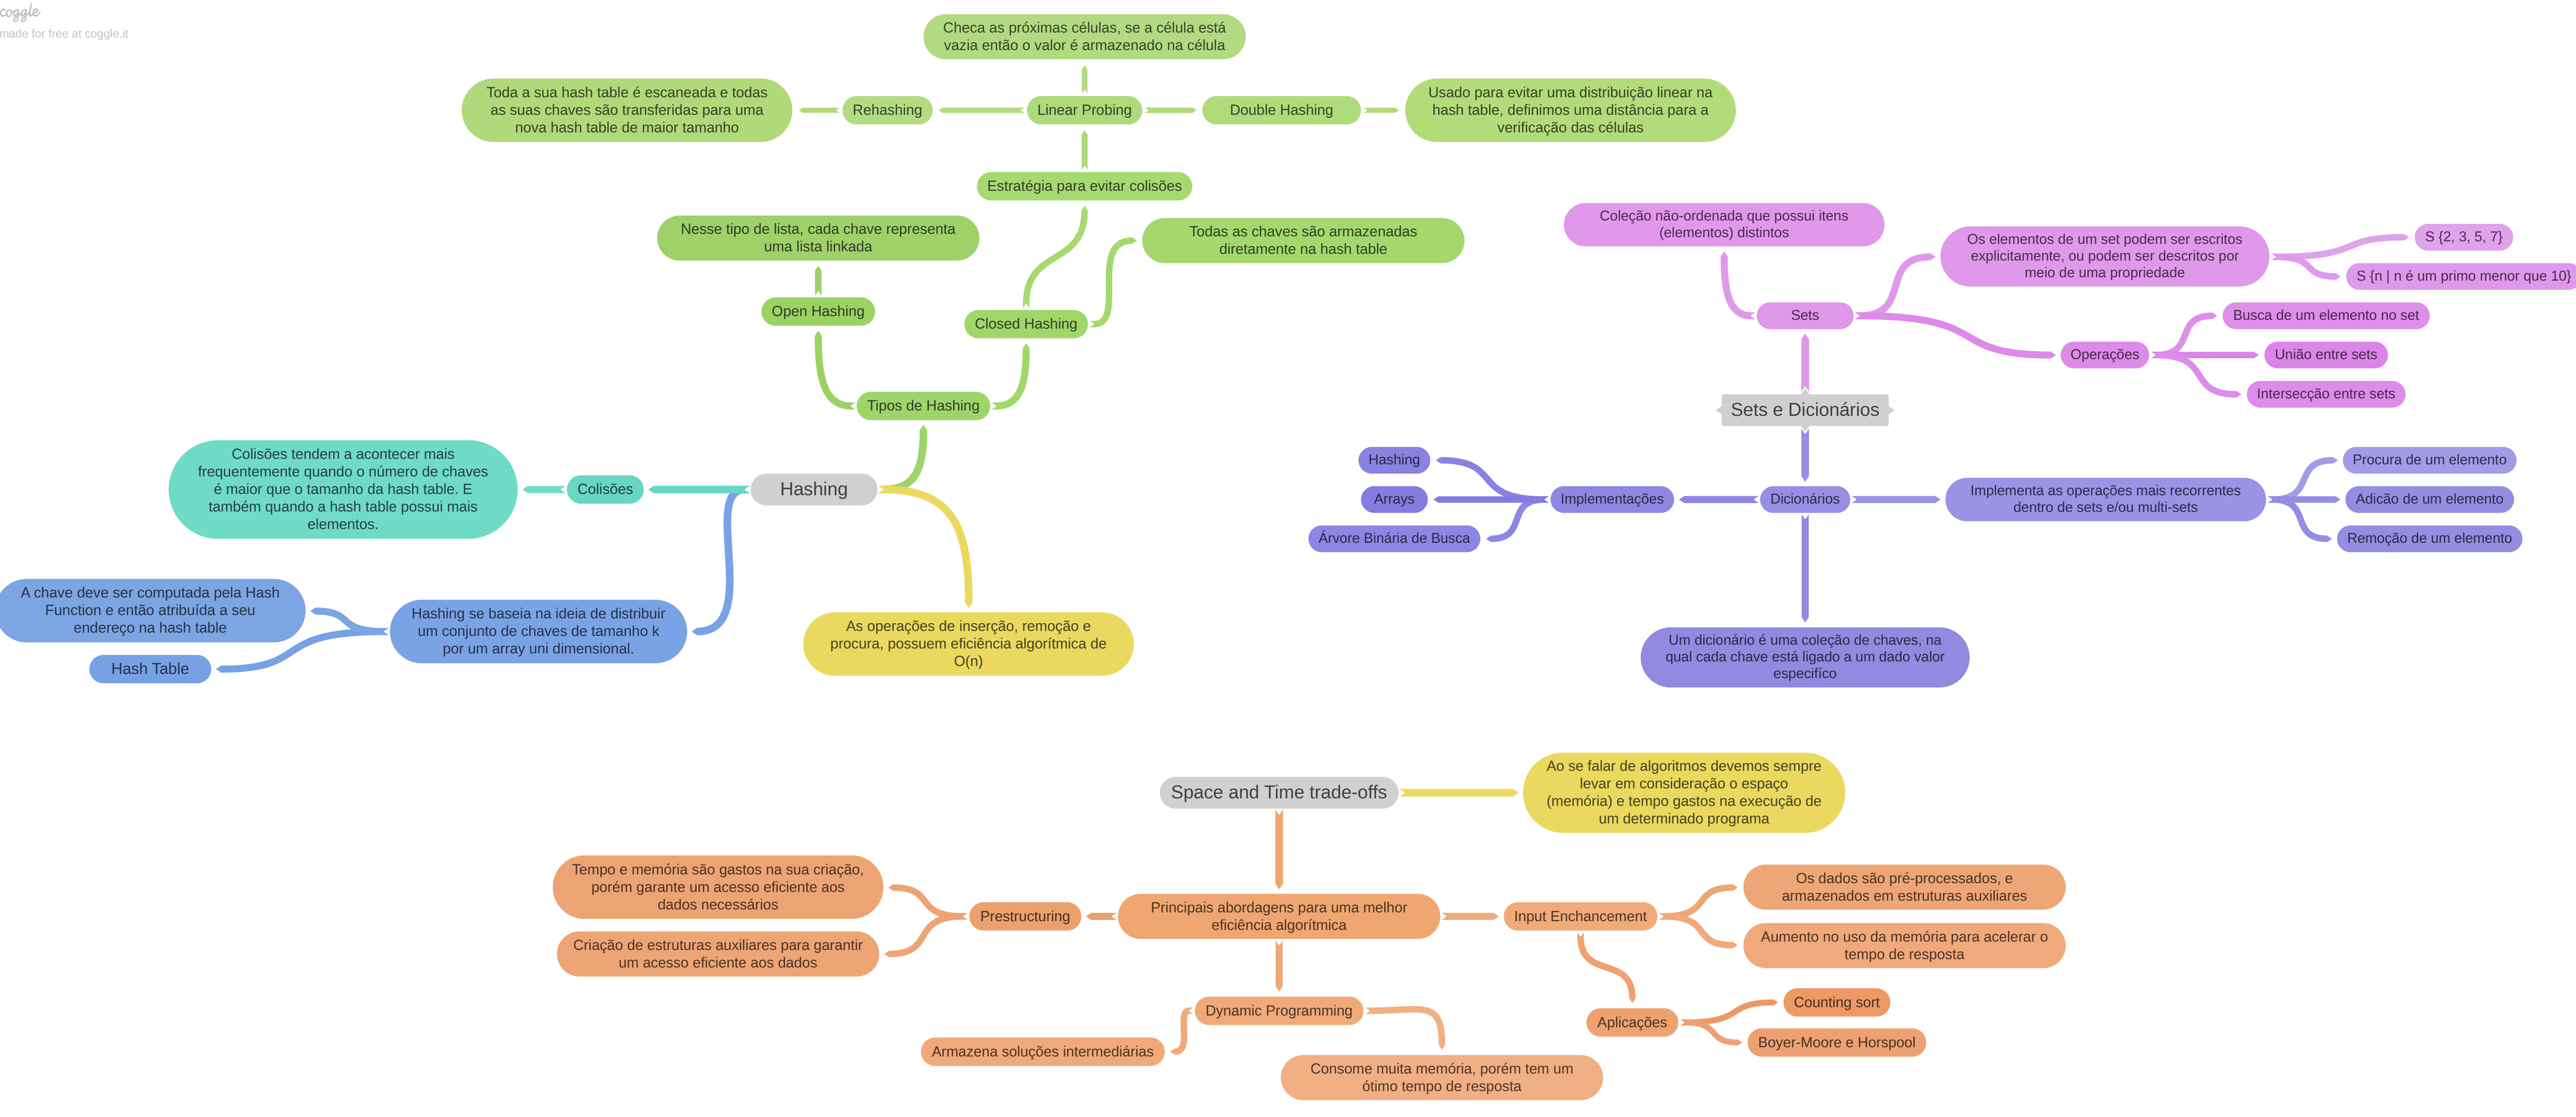 coggle
made for free at coggle.it
Checa as próximas células, se a célula está
vazia então o valor é armazenado na célula
Toda a sua hash table é escaneada e todas
as suas chaves são transferidas para uma
nova hash table de maior tamanho
Rehashing
Linear Probing
Double Hashing
Usado para evitar uma distribuição linear na
hash table, definimos uma distância para a
verificação das células
Estratégia para evitar colisões
Nesse tipo de lista, cada chave representa
uma lista linkada
Todas as chaves são armazenadas
diretamente na hash table
Open Hashing
Closed Hashing
Tipos de Hashing
Colisões tendem a acontecer mais
frequentemente quando o número de chaves
é maior que o tamanho da hash table. E
também quando a hash table possui mais
elementos.
Colisões
Hashing
A chave deve ser computada pela Hash
Function e então atribuída a seu
endereço na hash table
Hash Table
Hashing se baseia na ideia de distribuir
um conjunto de chaves de tamanho k
por um array uni dimensional.
As operações de inserção, remoção e
procura, possuem eficiência algorítmica de
O(n)
Coleção não-ordenada que possui itens
(elementos) distintos
Os elementos de um set podem ser escritos
explicitamente, ou podem ser descritos por
meio de uma propriedade
S {2, 3, 5, 7}
S {n | n é um primo menor que 10}
Sets
Operações
Busca de um elemento no set
União entre sets
Intersecção entre sets
Sets e Dicionários
Hashing
Arrays
Árvore Binária de Busca
Implementações
Dicionários
Implementa as operações mais recorrentes
dentro de sets e/ou multi-sets
Procura de um elemento
Adicão de um elemento
Remoção de um elemento
Um dicionário é uma coleção de chaves, na
qual cada chave está ligado a um dado valor
especifíco
Space and Time trade-offs
Ao se falar de algoritmos devemos sempre
levar em consideração o espaço
(memória) e tempo gastos na execução de
um determinado programa
Tempo e memória são gastos na sua criação,
porém garante um acesso eficiente aos
dados necessários
Criação de estruturas auxiliares para garantir
um acesso eficiente aos dados
Prestructuring
Principais abordagens para uma melhor
eficiência algorítmica
Input Enchancement
Os dados são pré-processados, e
armazenados em estruturas auxiliares
Aumento no uso da memória para acelerar o
tempo de resposta
Dynamic Programming
Armazena soluções intermediárias
Consome muita memória, porém tem um
ótimo tempo de resposta
Aplicações
Counting sort
Boyer-Moore e Horspool